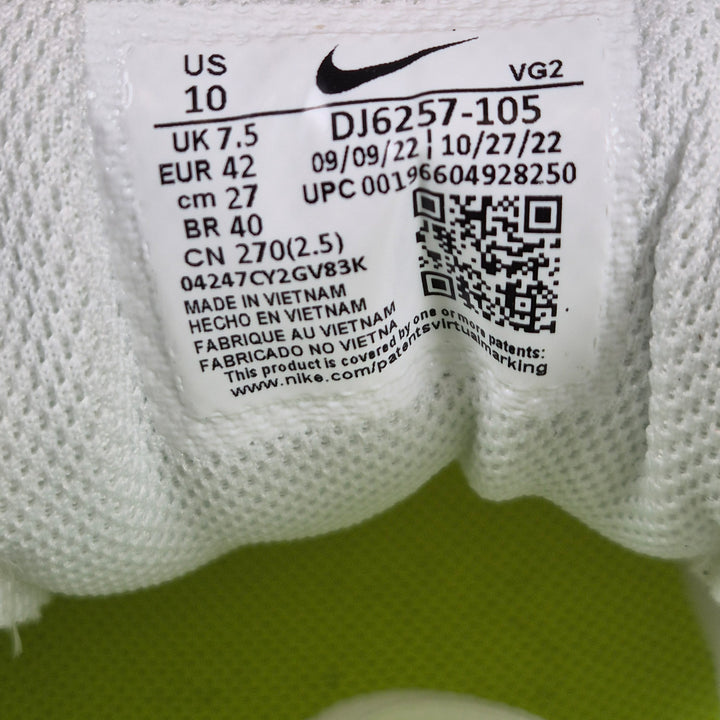 US
10
UK 7.5
EUR 42
cm 27
BR 40
CN 270(2.5)
04247CY2GV83K
MADE IN VIETNAM
HECHO EN VIETNAM
FABRIQUE AU VIETNAM
FABRICADO NO VIETNA
VG2
DJ6257-105
09/09/22 | 10/27/22
UPC 00196604928250
This product is covered by one or more patents:
www.nike.com/patentsvirtualmarking